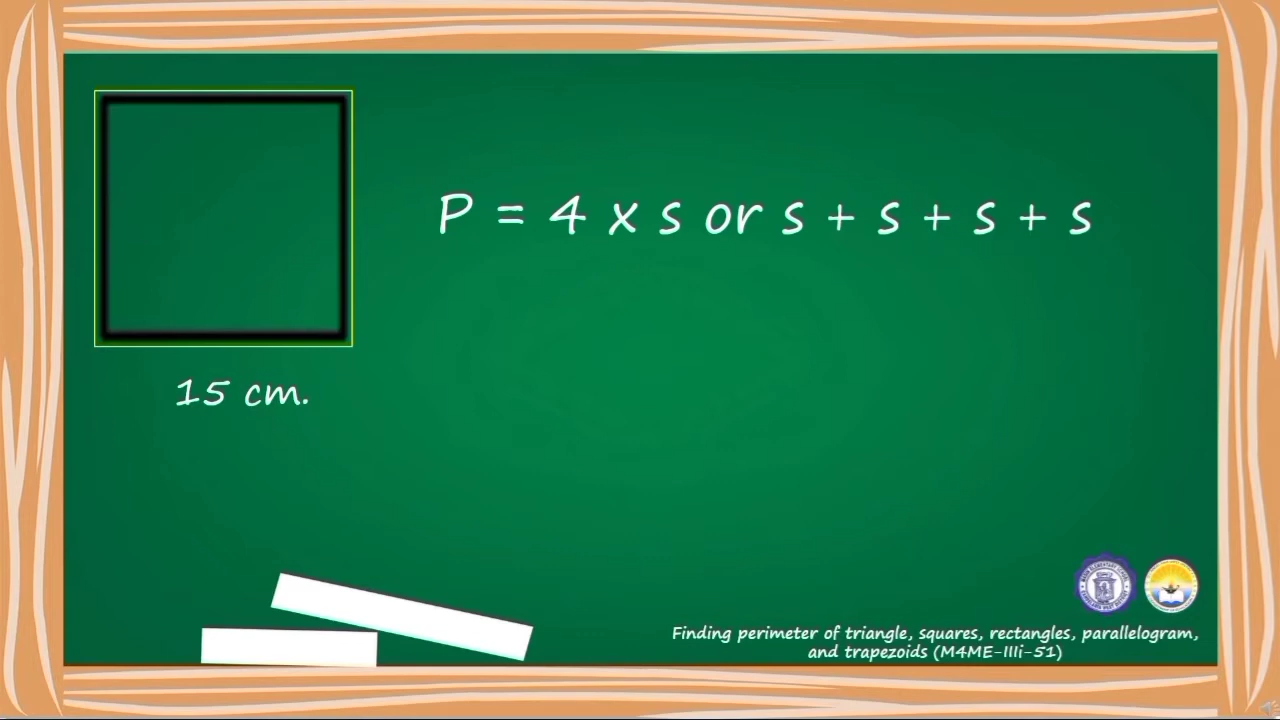 P = 4 x s or s + s + s + s
15 cm.
Finding perimeter of triangle, squares, rectangles, parallelogram,
and trapezoids (M4ME-IIIi-51)